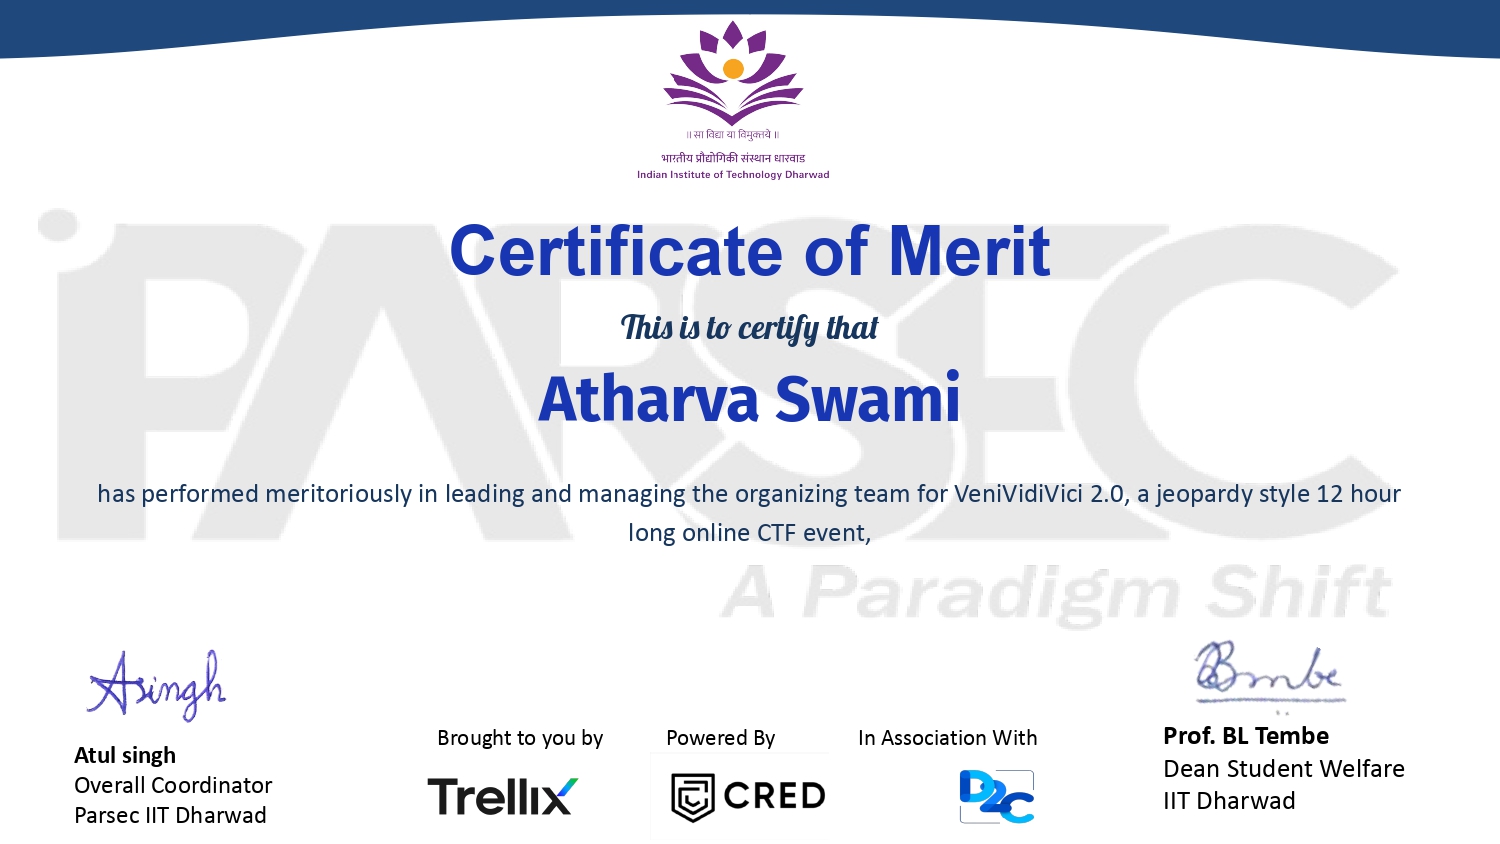 ॥ सा विद्या या विमुक्तये ॥
भारतीय प्रौद्योगिकी संस्थान धारवाड
Indian Institute of Technology Dharwad
PARSEC
Certificate of Merit
This is to certify that
Atharva Swami
has performed meritoriously in leading and managing the organizing team for VeniVidiVici 2.0, a jeopardy style 12 hour
long online CTF event,
A Paradigm Shift
Asingh
Atul singh
Overall Coordinator
Parsec IIT Dharwad
Brought to you by
Trellix
Powered By
CRED
In Association With
D2C
Prof. BL Tembe
Dean Student Welfare
IIT Dharwad